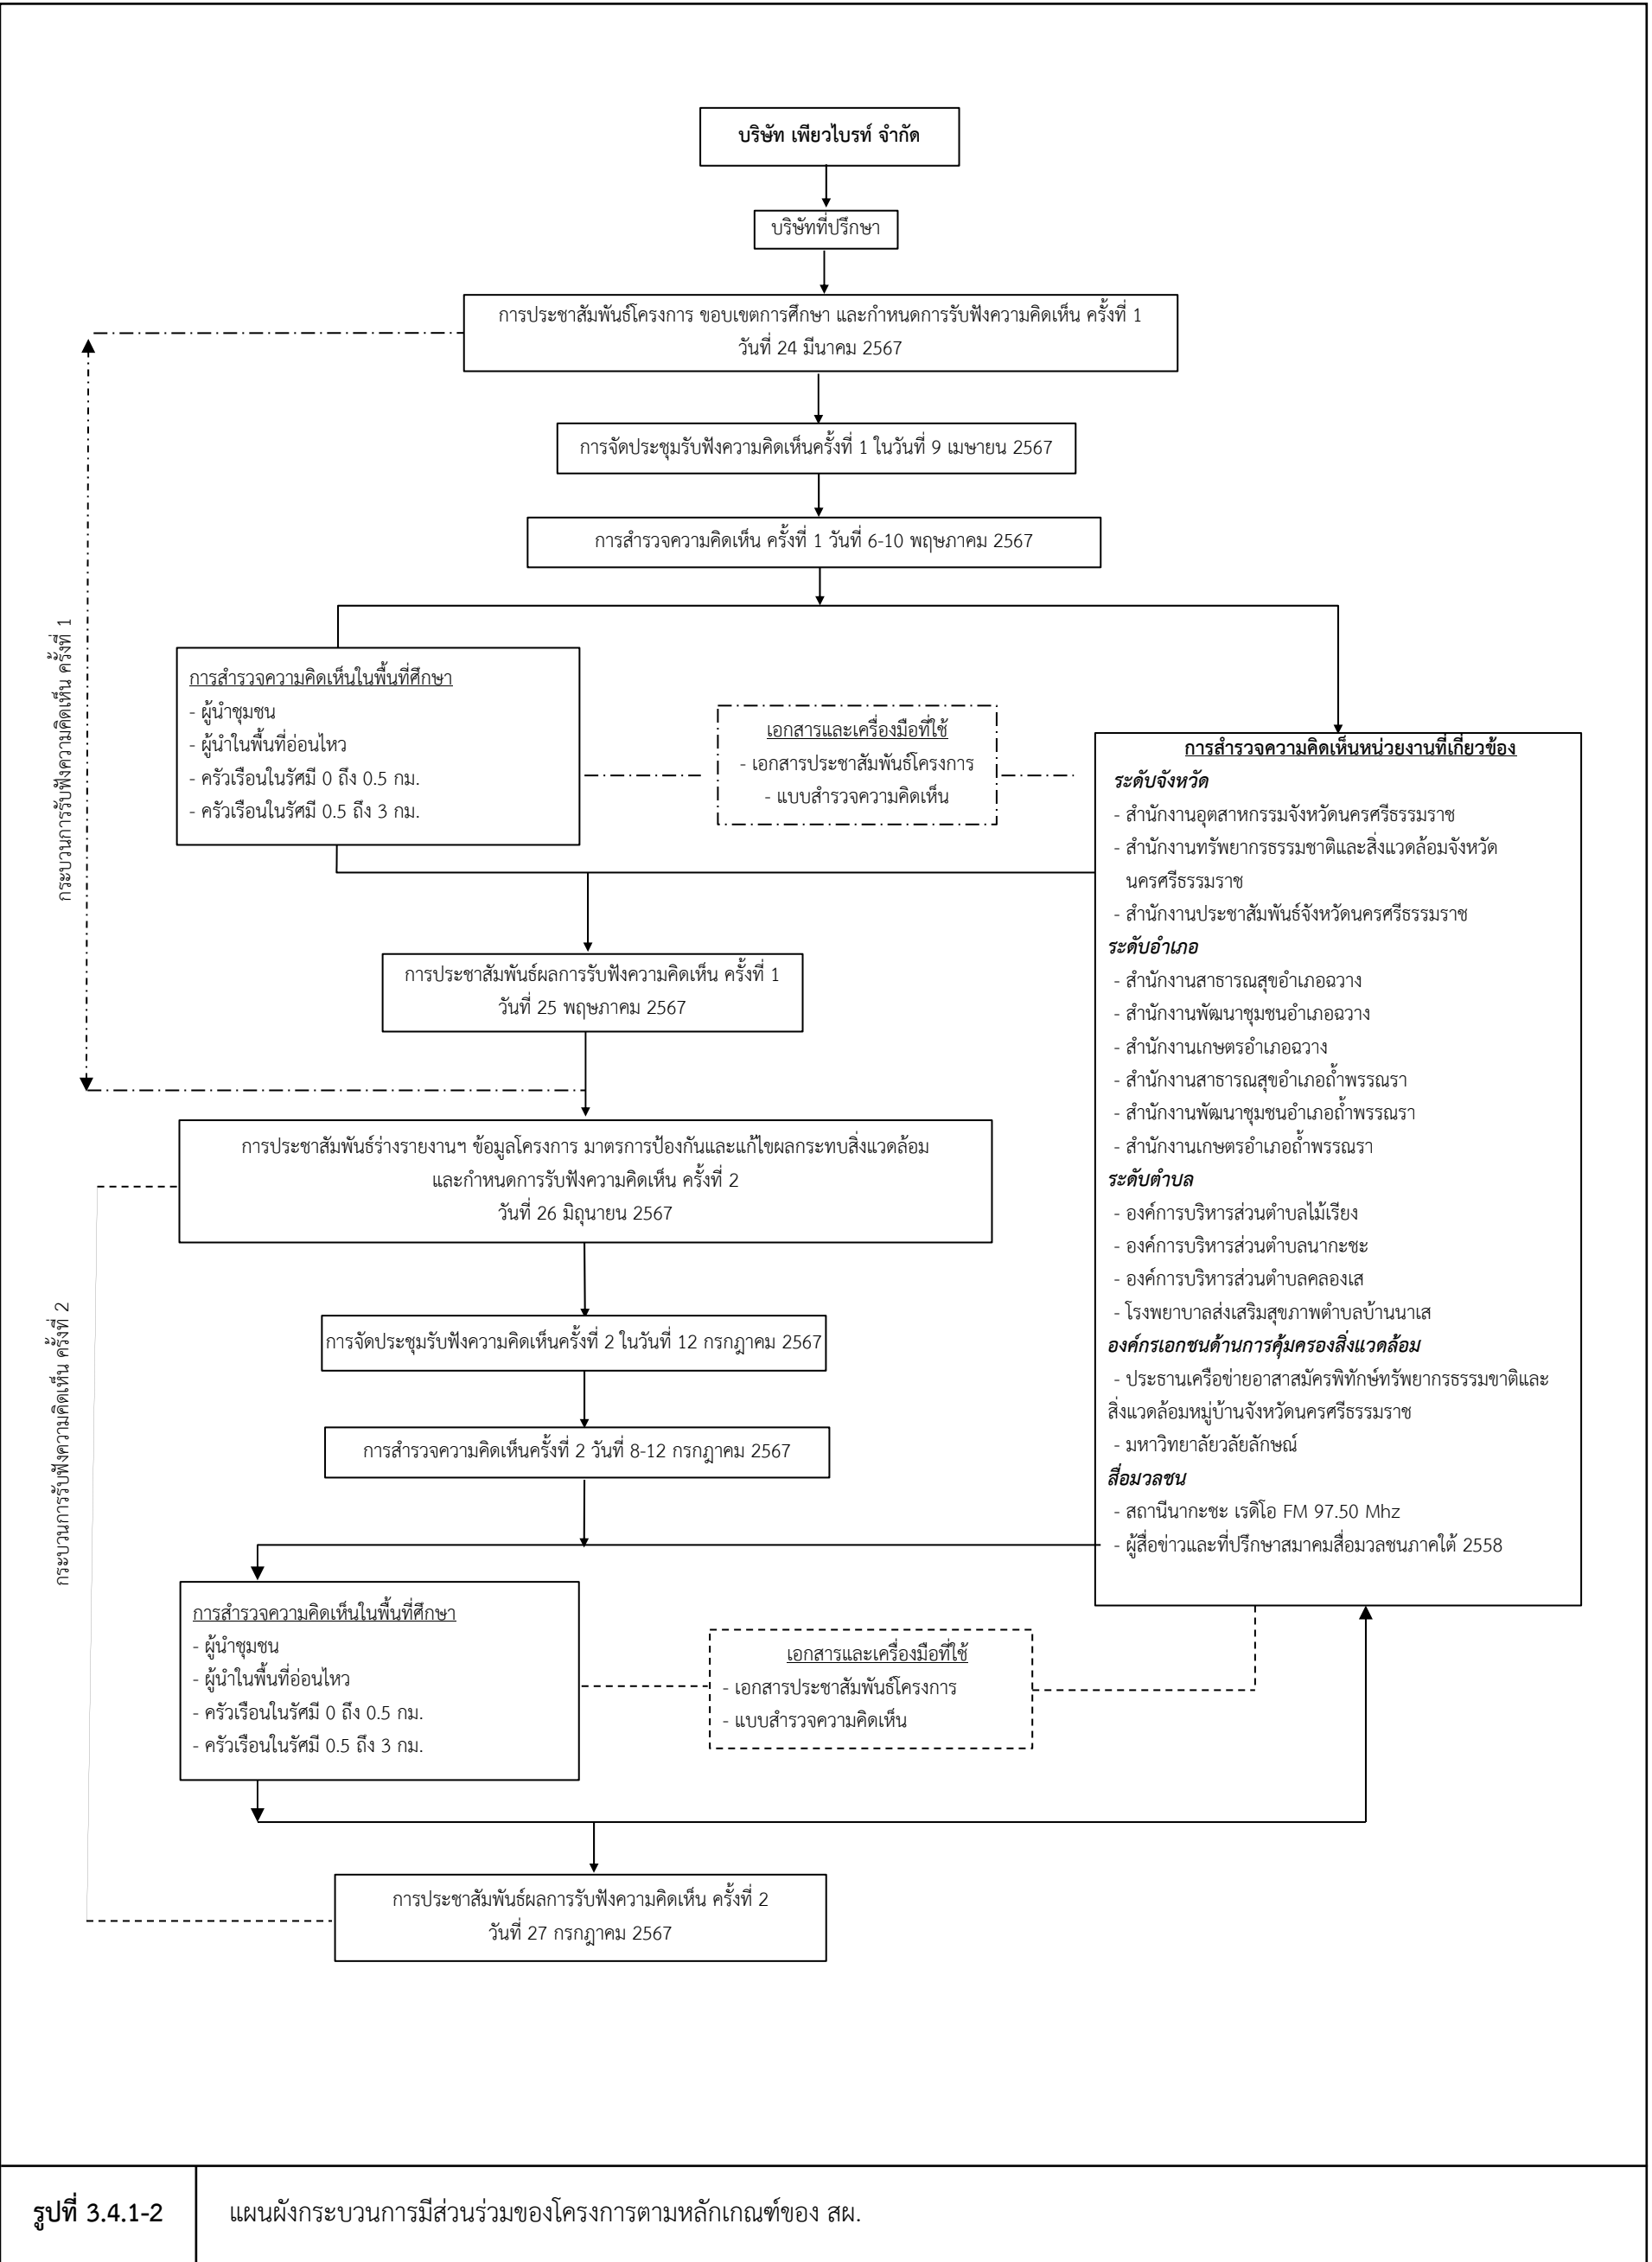 บริษัท เพียวไบรท์ จำกัด
บริษัทที่ปรึกษา
การประชาสัมพันธ์โครงการ ขอบเขตการศึกษา และกำหนดการรับฟังความคิดเห็น ครั้งที่ 1
วันที่ 24 มีนาคม 2567
การจัดประชุมรับฟังความคิดเห็นครั้งที่ 1 ในวันที่ 9 เมษายน 2567
การสำรวจความคิดเห็น ครั้งที่ 1 วันที่ 6-10 พฤษภาคม 2567
กระบวนการรับฟังความคิดเห็น ครั้งที่ 1
การสำรวจความคิดเห็นในพื้นที่ศึกษา
- ผู้นำชุมชน
- ผู้นำในพื้นที่อ่อนไหว
- ครัวเรือนในรัศมี 0 ถึง 0.5 กม.
- ครัวเรือนในรัศมี 0.5 ถึง 3 กม.
เอกสารและเครื่องมือที่ใช้
- เอกสารประชาสัมพันธ์โครงการ
- แบบสำรวจความคิดเห็น
การสำรวจความคิดเห็นหน่วยงานที่เกี่ยวข้อง
ระดับจังหวัด
- สำนักงานอุตสาหกรรมจังหวัดนครศรีธรรมราช
- สำนักงานทรัพยากรธรรมชาติและสิ่งแวดล้อมจังหวัด
นครศรีธรรมราช
- สำนักงานประชาสัมพันธ์จังหวัดนครศรีธรรมราช
ระดับอำเภอ
- สำนักงานสาธารณสุขอำเภอฉวาง
- สำนักงานพัฒนาชุมชนอำเภอฉวาง
- สำนักงานเกษตรอำเภอฉวาง
- สำนักงานสาธารณสุขอำเภอถ้ำพรรณรา
- สำนักงานพัฒนาชุมชนอำเภอถ้ำพรรณรา
- สำนักงานเกษตรอำเภอถ้ำพรรณรา
ระดับตำบล
- องค์การบริหารส่วนตำบลไม้เรียง
- องค์การบริหารส่วนตำบลนากะชะ
- องค์การบริหารส่วนตำบลคลองเส
- โรงพยาบาลส่งเสริมสุขภาพตำบลบ้านนาเส
องค์กรเอกชนด้านการคุ้มครองสิ่งแวดล้อม
- ประธานเครือข่ายอาสาสมัครพิทักษ์ทรัพยากรธรรมชาติและ
สิ่งแวดล้อมหมู่บ้านจังหวัดนครศรีธรรมราช
- มหาวิทยาลัยวลัยลักษณ์
สื่อมวลชน
- สถานีนากะชะ เรดิโอ FM 97.50 Mhz
- ผู้สื่อข่าวและที่ปรึกษาสมาคมสื่อมวลชนภาคใต้ 2558
การประชาสัมพันธ์ผลการรับฟังความคิดเห็น ครั้งที่ 1
วันที่ 25 พฤษภาคม 2567
การประชาสัมพันธ์ร่างรายงานฯ ข้อมูลโครงการ มาตรการป้องกันและแก้ไขผลกระทบสิ่งแวดล้อม
และกำหนดการรับฟังความคิดเห็น ครั้งที่ 2
วันที่ 26 มิถุนายน 2567
กระบวนการรับฟังความคิดเห็น ครั้งที่ 2
การจัดประชุมรับฟังความคิดเห็นครั้งที่ 2 ในวันที่ 12 กรกฎาคม 2567
การสำรวจความคิดเห็นครั้งที่ 2 วันที่ 8-12 กรกฎาคม 2567
การสำรวจความคิดเห็นในพื้นที่ศึกษา
- ผู้นำชุมชน
- ผู้นำในพื้นที่อ่อนไหว
- ครัวเรือนในรัศมี 0 ถึง 0.5 กม.
- ครัวเรือนในรัศมี 0.5 ถึง 3 กม.
เอกสารและเครื่องมือที่ใช้
- เอกสารประชาสัมพันธ์โครงการ
- แบบสำรวจความคิดเห็น
การประชาสัมพันธ์ผลการรับฟังความคิดเห็น ครั้งที่ 2
วันที่ 27 กรกฎาคม 2567
รูปที่ 3.4.1-2
แผนผังกระบวนการมีส่วนร่วมของโครงการตามหลักเกณฑ์ของ สผ.